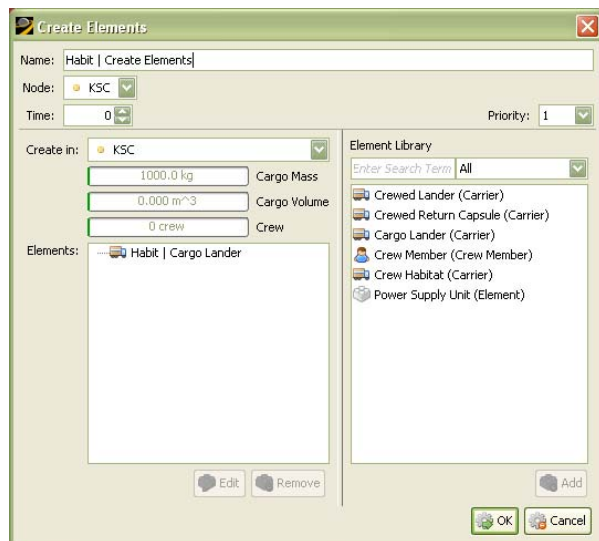 Create Elements
Name: Habit | Create Elements
Node: KSC
Time: 0
Priority: 1
Create in: KSC
1000.0 kg Cargo Mass
0.000 m^3 Cargo Volume
0 crew Crew
Elements:
Habit | Cargo Lander
Edit Remove
Element Library
Enter Search Term All
Crewed Lander (Carrier)
Crewed Return Capsule (Carrier)
Cargo Lander (Carrier)
Crew Member (Crew Member)
Crew Habitat (Carrier)
Power Supply Unit (Element)
Add
OK Cancel